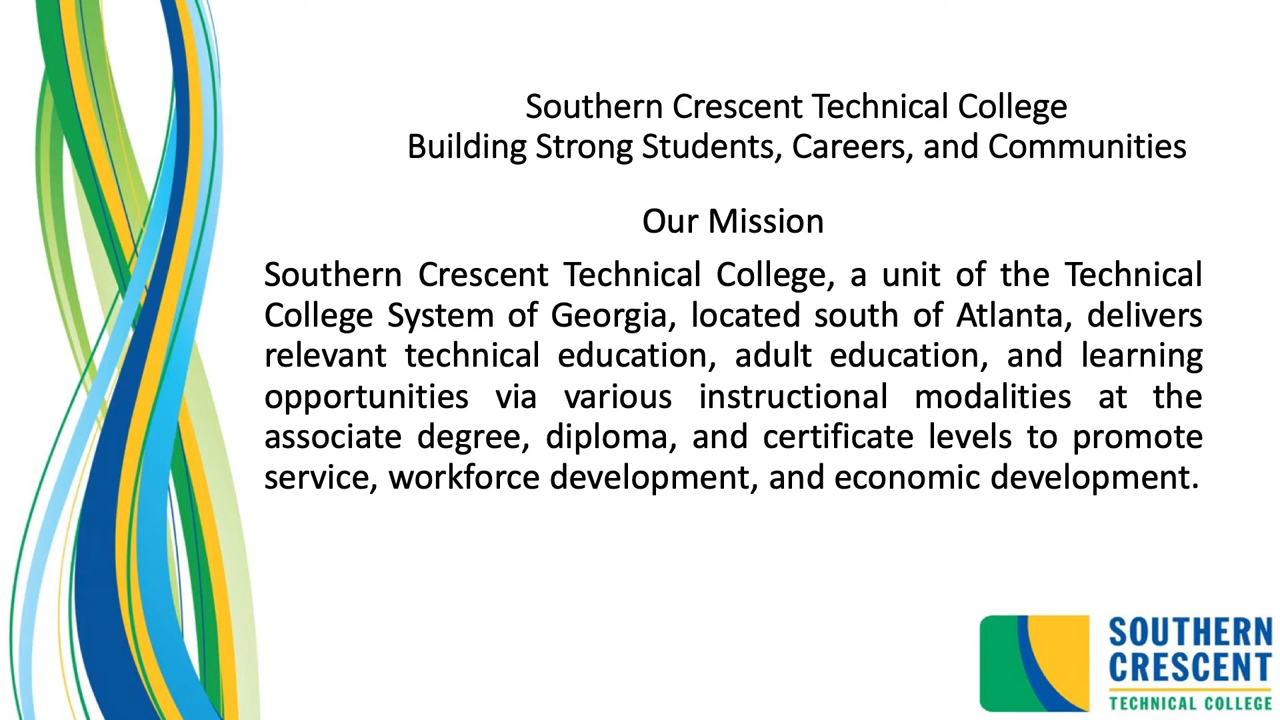 Southern Crescent Technical College
Building Strong Students, Careers, and Communities
Our Mission
Southern Crescent Technical College, a unit of the Technical
College System of Georgia, located south of Atlanta, delivers
relevant technical education, adult education, and learning
opportunities via various instructional modalities at the
associate degree, diploma, and certificate levels to promote
service, workforce development, and economic development.
SOUTHERN
CRESCENT
TECHNICAL COLLEGE